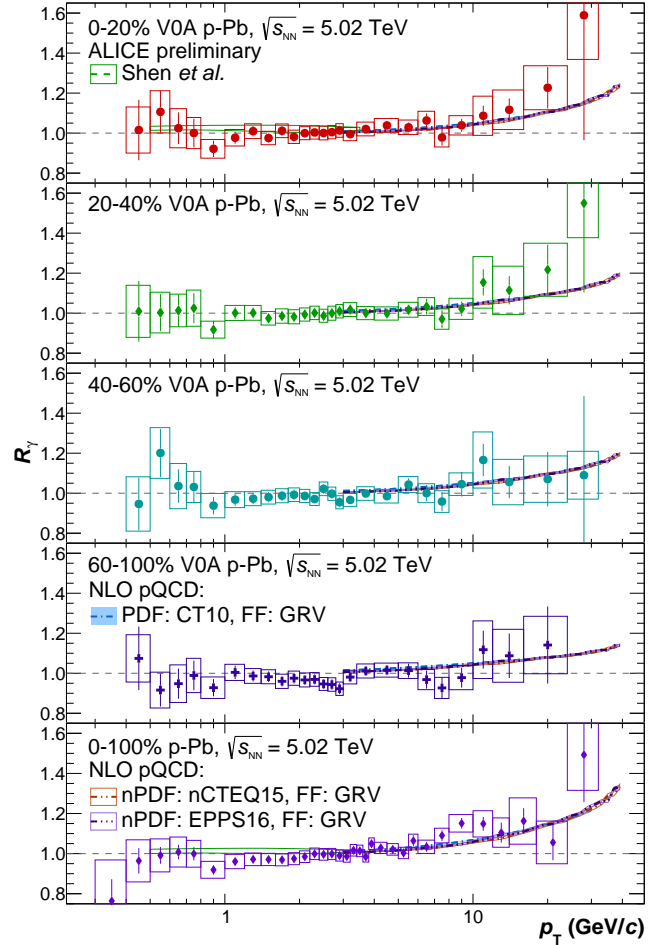 0-20% V0A p-Pb, √s_NN = 5.02 TeV
ALICE preliminary
Shen et al.
1.6
1.4
1.2
1.0
0.8
20-40% V0A p-Pb, √s_NN = 5.02 TeV
1.6
1.4
1.2
1.0
0.8
40-60% V0A p-Pb, √s_NN = 5.02 TeV
1.6
1.4
1.2
1.0
0.8
R_γ
60-100% V0A p-Pb, √s_NN = 5.02 TeV
NLO pQCD:
PDF: CT10, FF: GRV
1.6
1.4
1.2
1.0
0.8
0-100% p-Pb, √s_NN = 5.02 TeV
NLO pQCD:
nPDF: nCTEQ15, FF: GRV
nPDF: EPPS16, FF: GRV
1.6
1.4
1.2
1.0
0.8
1 10
p_T (GeV/c)